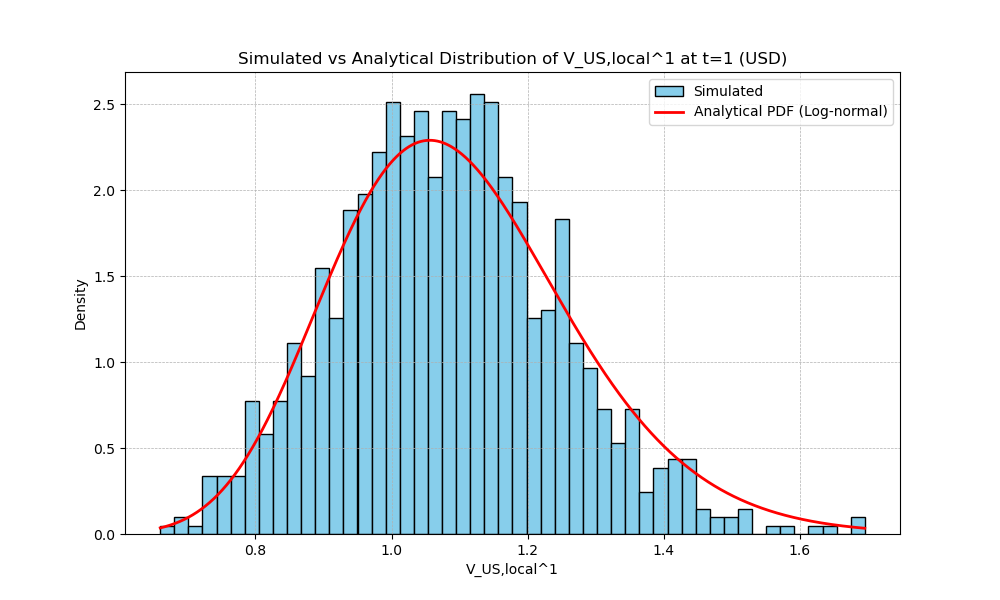 Simulated vs Analytical Distribution of V_US,local^1 at t=1 (USD)
Simulated
Analytical PDF (Log-normal)
Density
2.5
2.0
1.5
1.0
0.5
0.0
0.8
1.0
1.2
1.4
1.6
V_US,local^1